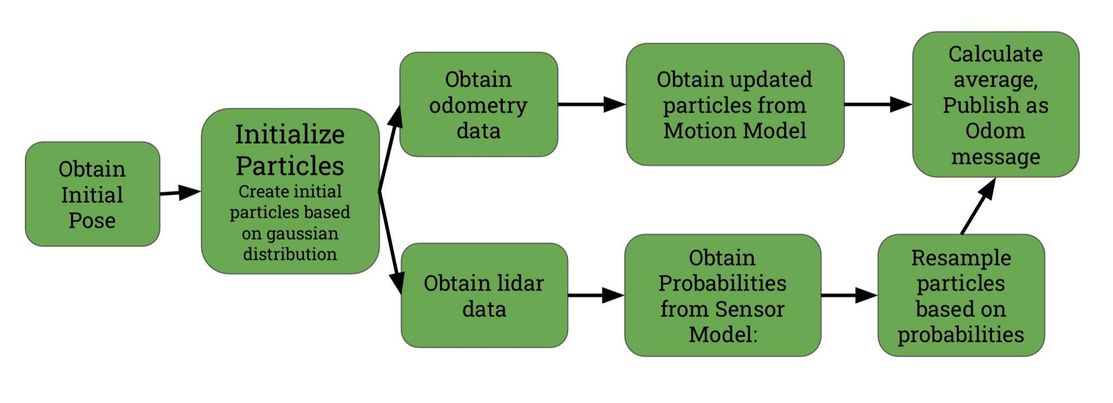 Obtain
Initial
Pose
Initialize
Particles
Create initial
particles based
on gaussian
distribution
Obtain
odometry
data
Obtain updated
particles from
Motion Model
Calculate
average,
Publish as
Odom
message
Obtain lidar
data
Obtain
Probabilities
from Sensor
Model:
Resample
particles
based on
probabilities